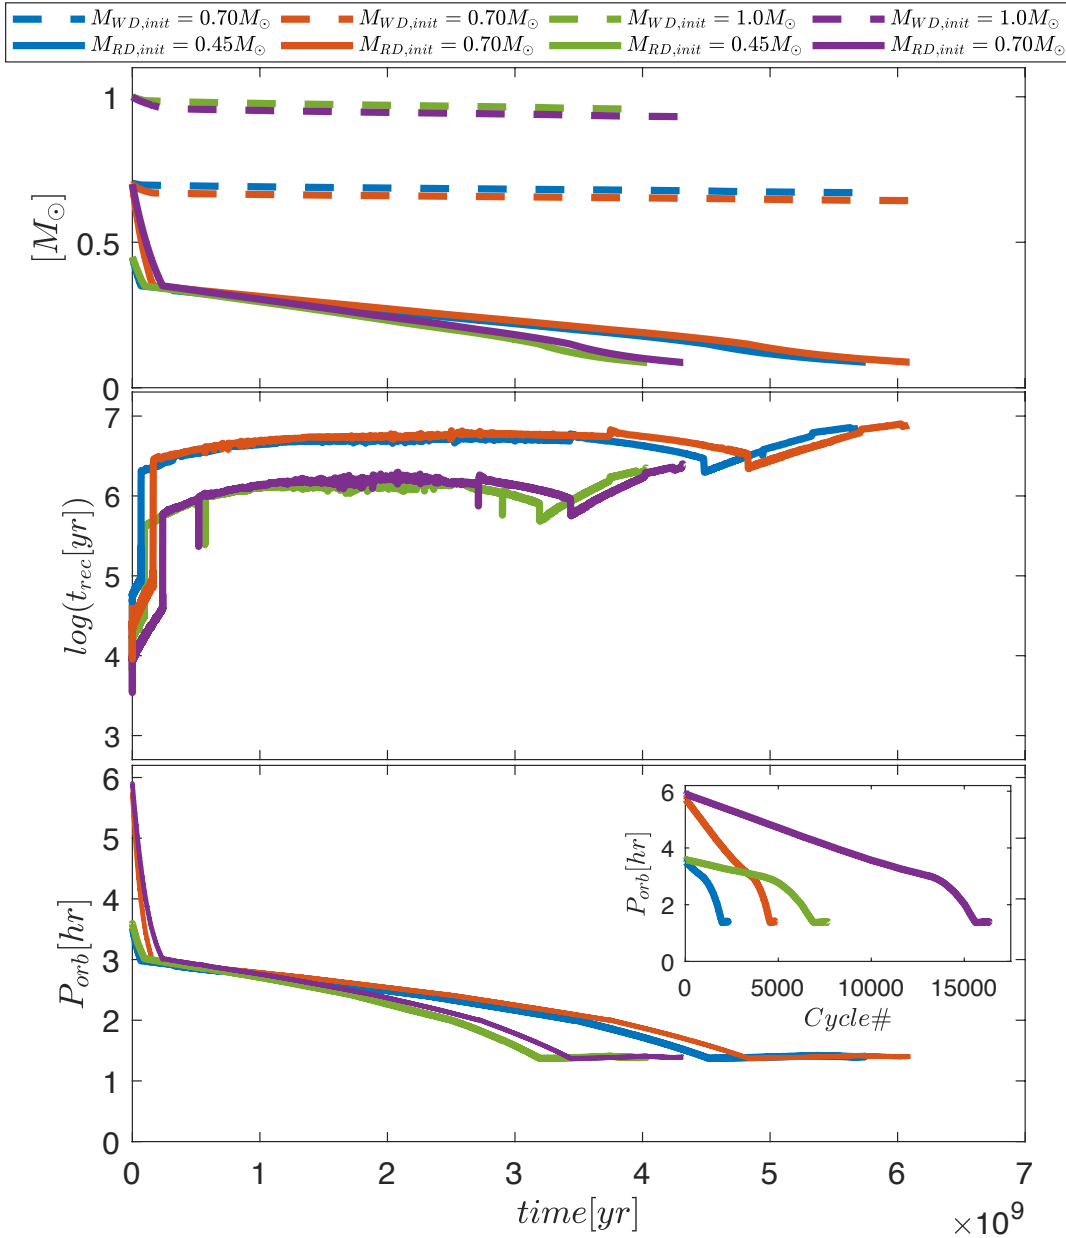 M_{WD,init} = 0.70M_⊙ M_{WD,init} = 0.70M_⊙ M_{WD,init} = 1.0M_⊙ M_{WD,init} = 1.0M_⊙
M_{RD,init} = 0.45M_⊙ M_{RD,init} = 0.70M_⊙ M_{RD,init} = 0.45M_⊙ M_{RD,init} = 0.70M_⊙
1
0.5
0
[M_⊙]
7
6
5
4
3
log(t_{rec}[yr])
6
5
4
3
2
1
0
P_{orb}[hr]
6
4
2
0
P_{orb}[hr]
0 5000 10000 15000
Cycle#
0 1 2 3 4 5 6 7
time[yr]
×10^9